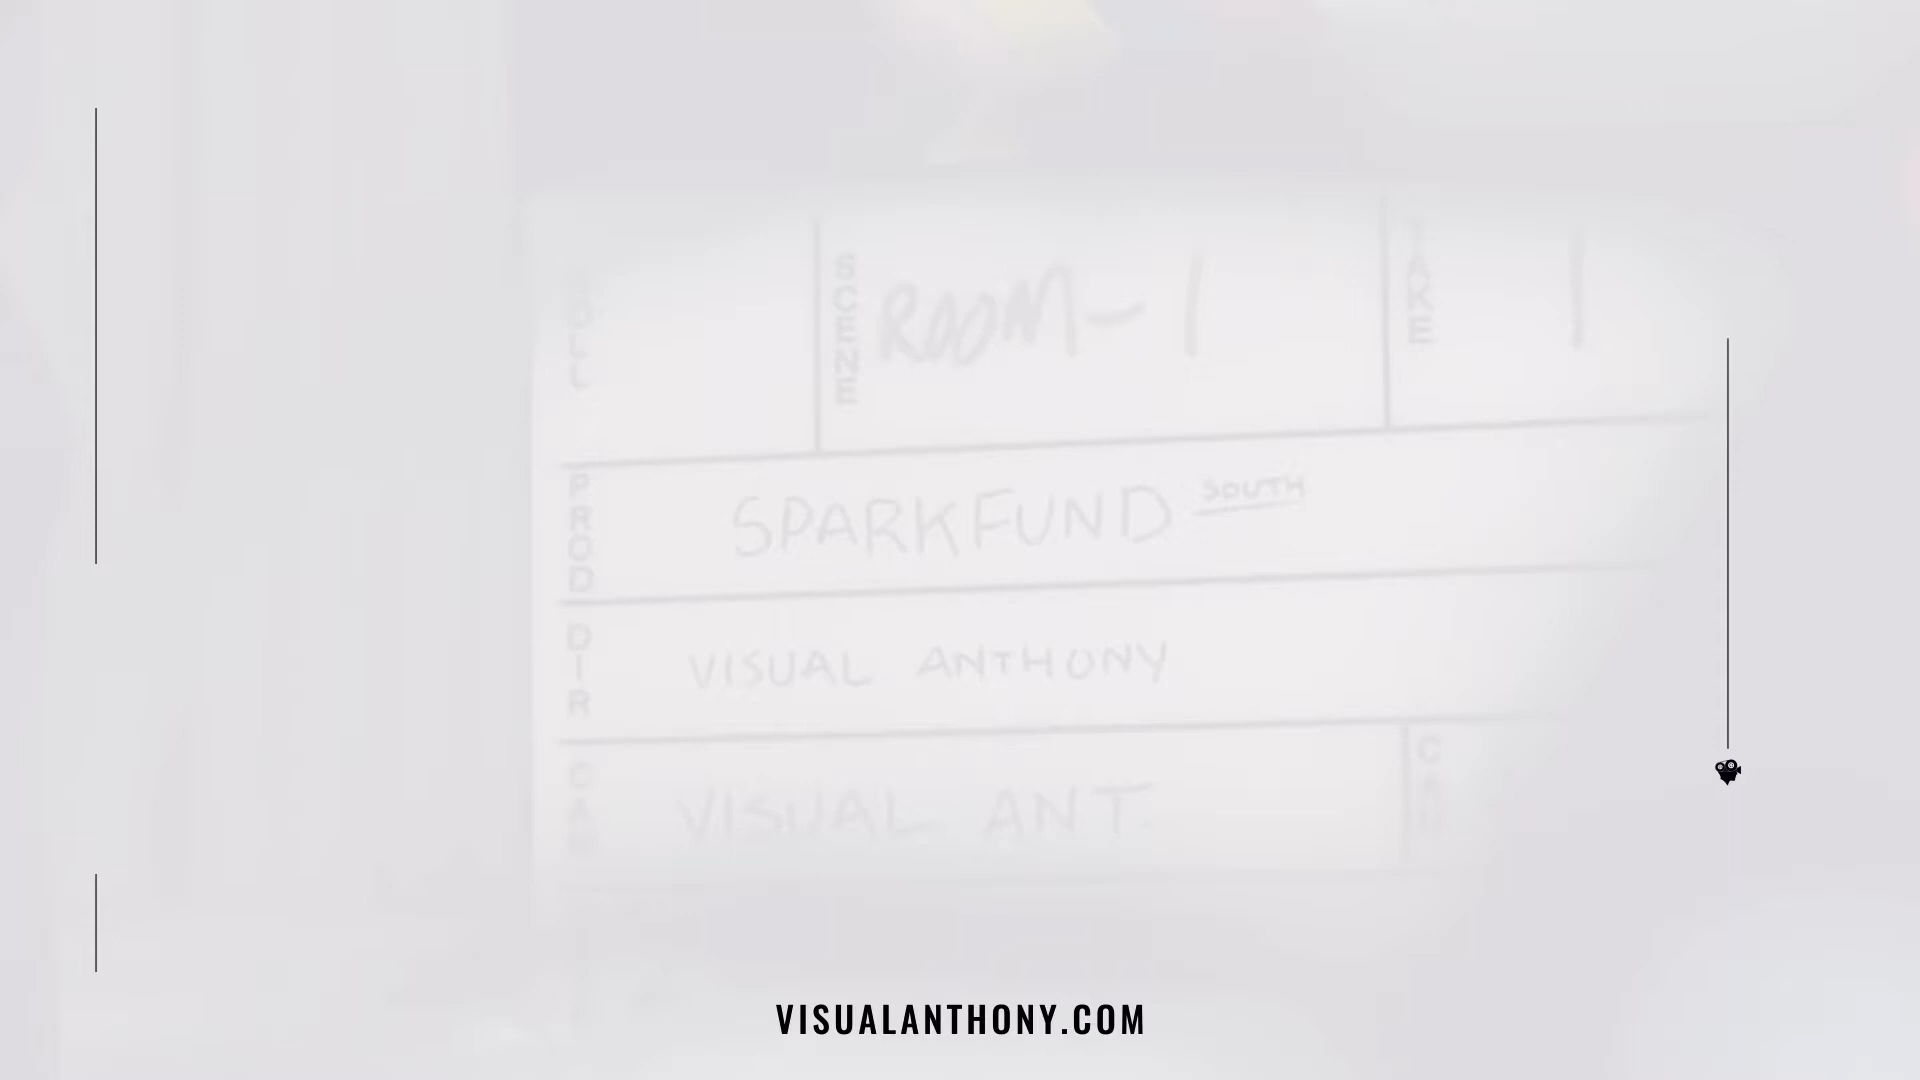 ROLL
SCENE ROOM-1
TAKE 1
PROD SPARKFUND SOUTH
DIR VISUAL ANTHONY
CAM VISUAL ANT
VISUALANTHONY.COM